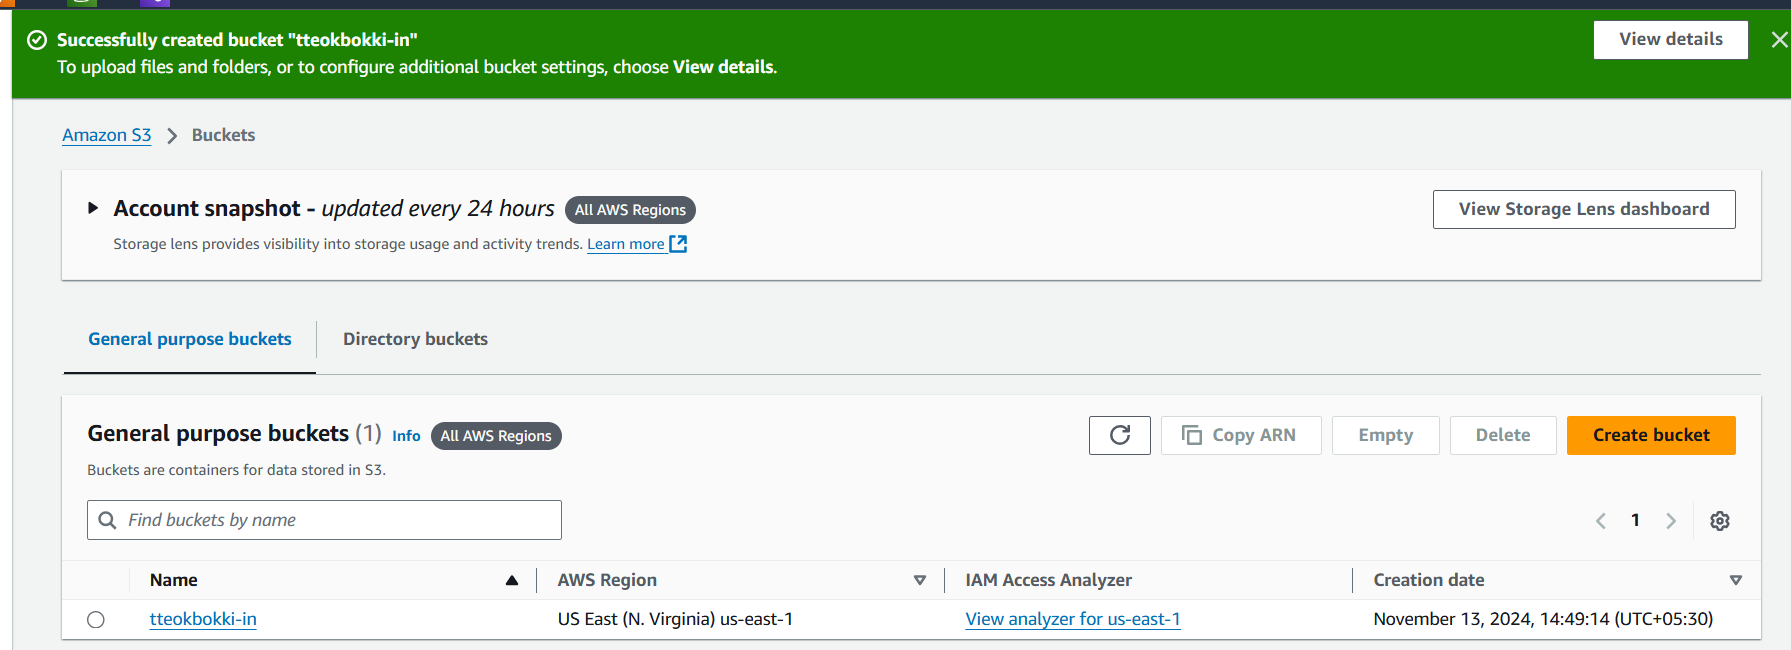 Successfully created bucket "tteokbokki-in"
To upload files and folders, or to configure additional bucket settings, choose View details.
View details
Amazon S3 Buckets
Account snapshot - updated every 24 hours All AWS Regions
View Storage Lens dashboard
Storage lens provides visibility into storage usage and activity trends. Learn more
General purpose buckets Directory buckets
General purpose buckets (1) Info All AWS Regions
Copy ARN Empty Delete Create bucket
Buckets are containers for data stored in S3.
Find buckets by name
1
Name AWS Region IAM Access Analyzer Creation date
tteokbokki-in US East (N. Virginia) us-east-1 View analyzer for us-east-1 November 13, 2024, 14:49:14 (UTC+05:30)